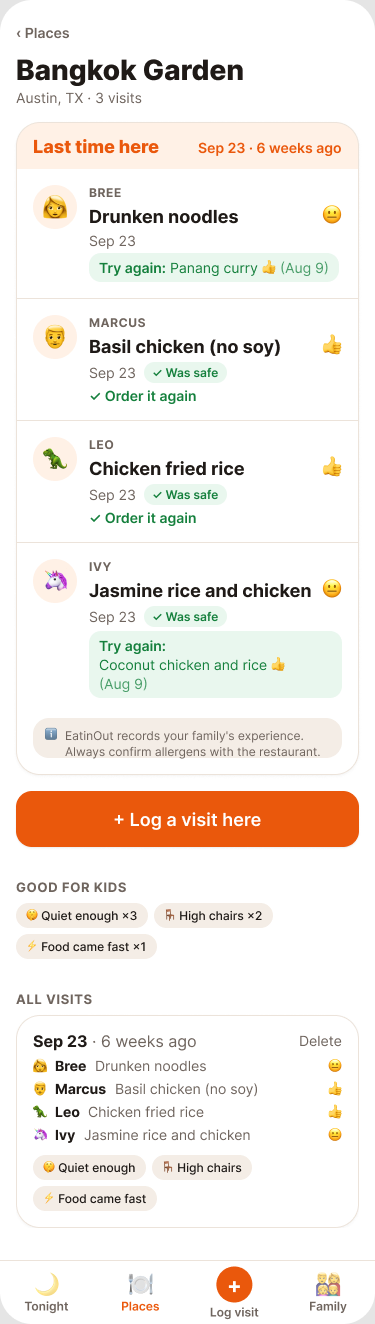 ‹ Places
Bangkok Garden
Austin, TX · 3 visits
Last time here
Sep 23 · 6 weeks ago
BREE
Drunken noodles 😐
Sep 23
Try again: Panang curry 👍 (Aug 9)
MARCUS
Basil chicken (no soy) 👍
Sep 23 ✓ Was safe
✓ Order it again
LEO
Chicken fried rice 👍
Sep 23 ✓ Was safe
✓ Order it again
IVY
Jasmine rice and chicken 😐
Sep 23 ✓ Was safe
Try again:
Coconut chicken and rice 👍
(Aug 9)
ℹ️ EatinOut records your family's experience.
Always confirm allergens with the restaurant.
+ Log a visit here
GOOD FOR KIDS
Quiet enough ×3
High chairs ×2
Food came fast ×1
ALL VISITS
Sep 23 · 6 weeks ago
Delete
Bree Drunken noodles 😐
Marcus Basil chicken (no soy) 👍
Leo Chicken fried rice 👍
Ivy Jasmine rice and chicken 😐
Quiet enough
High chairs
Food came fast
Tonight
Places
+
Log visit
Family